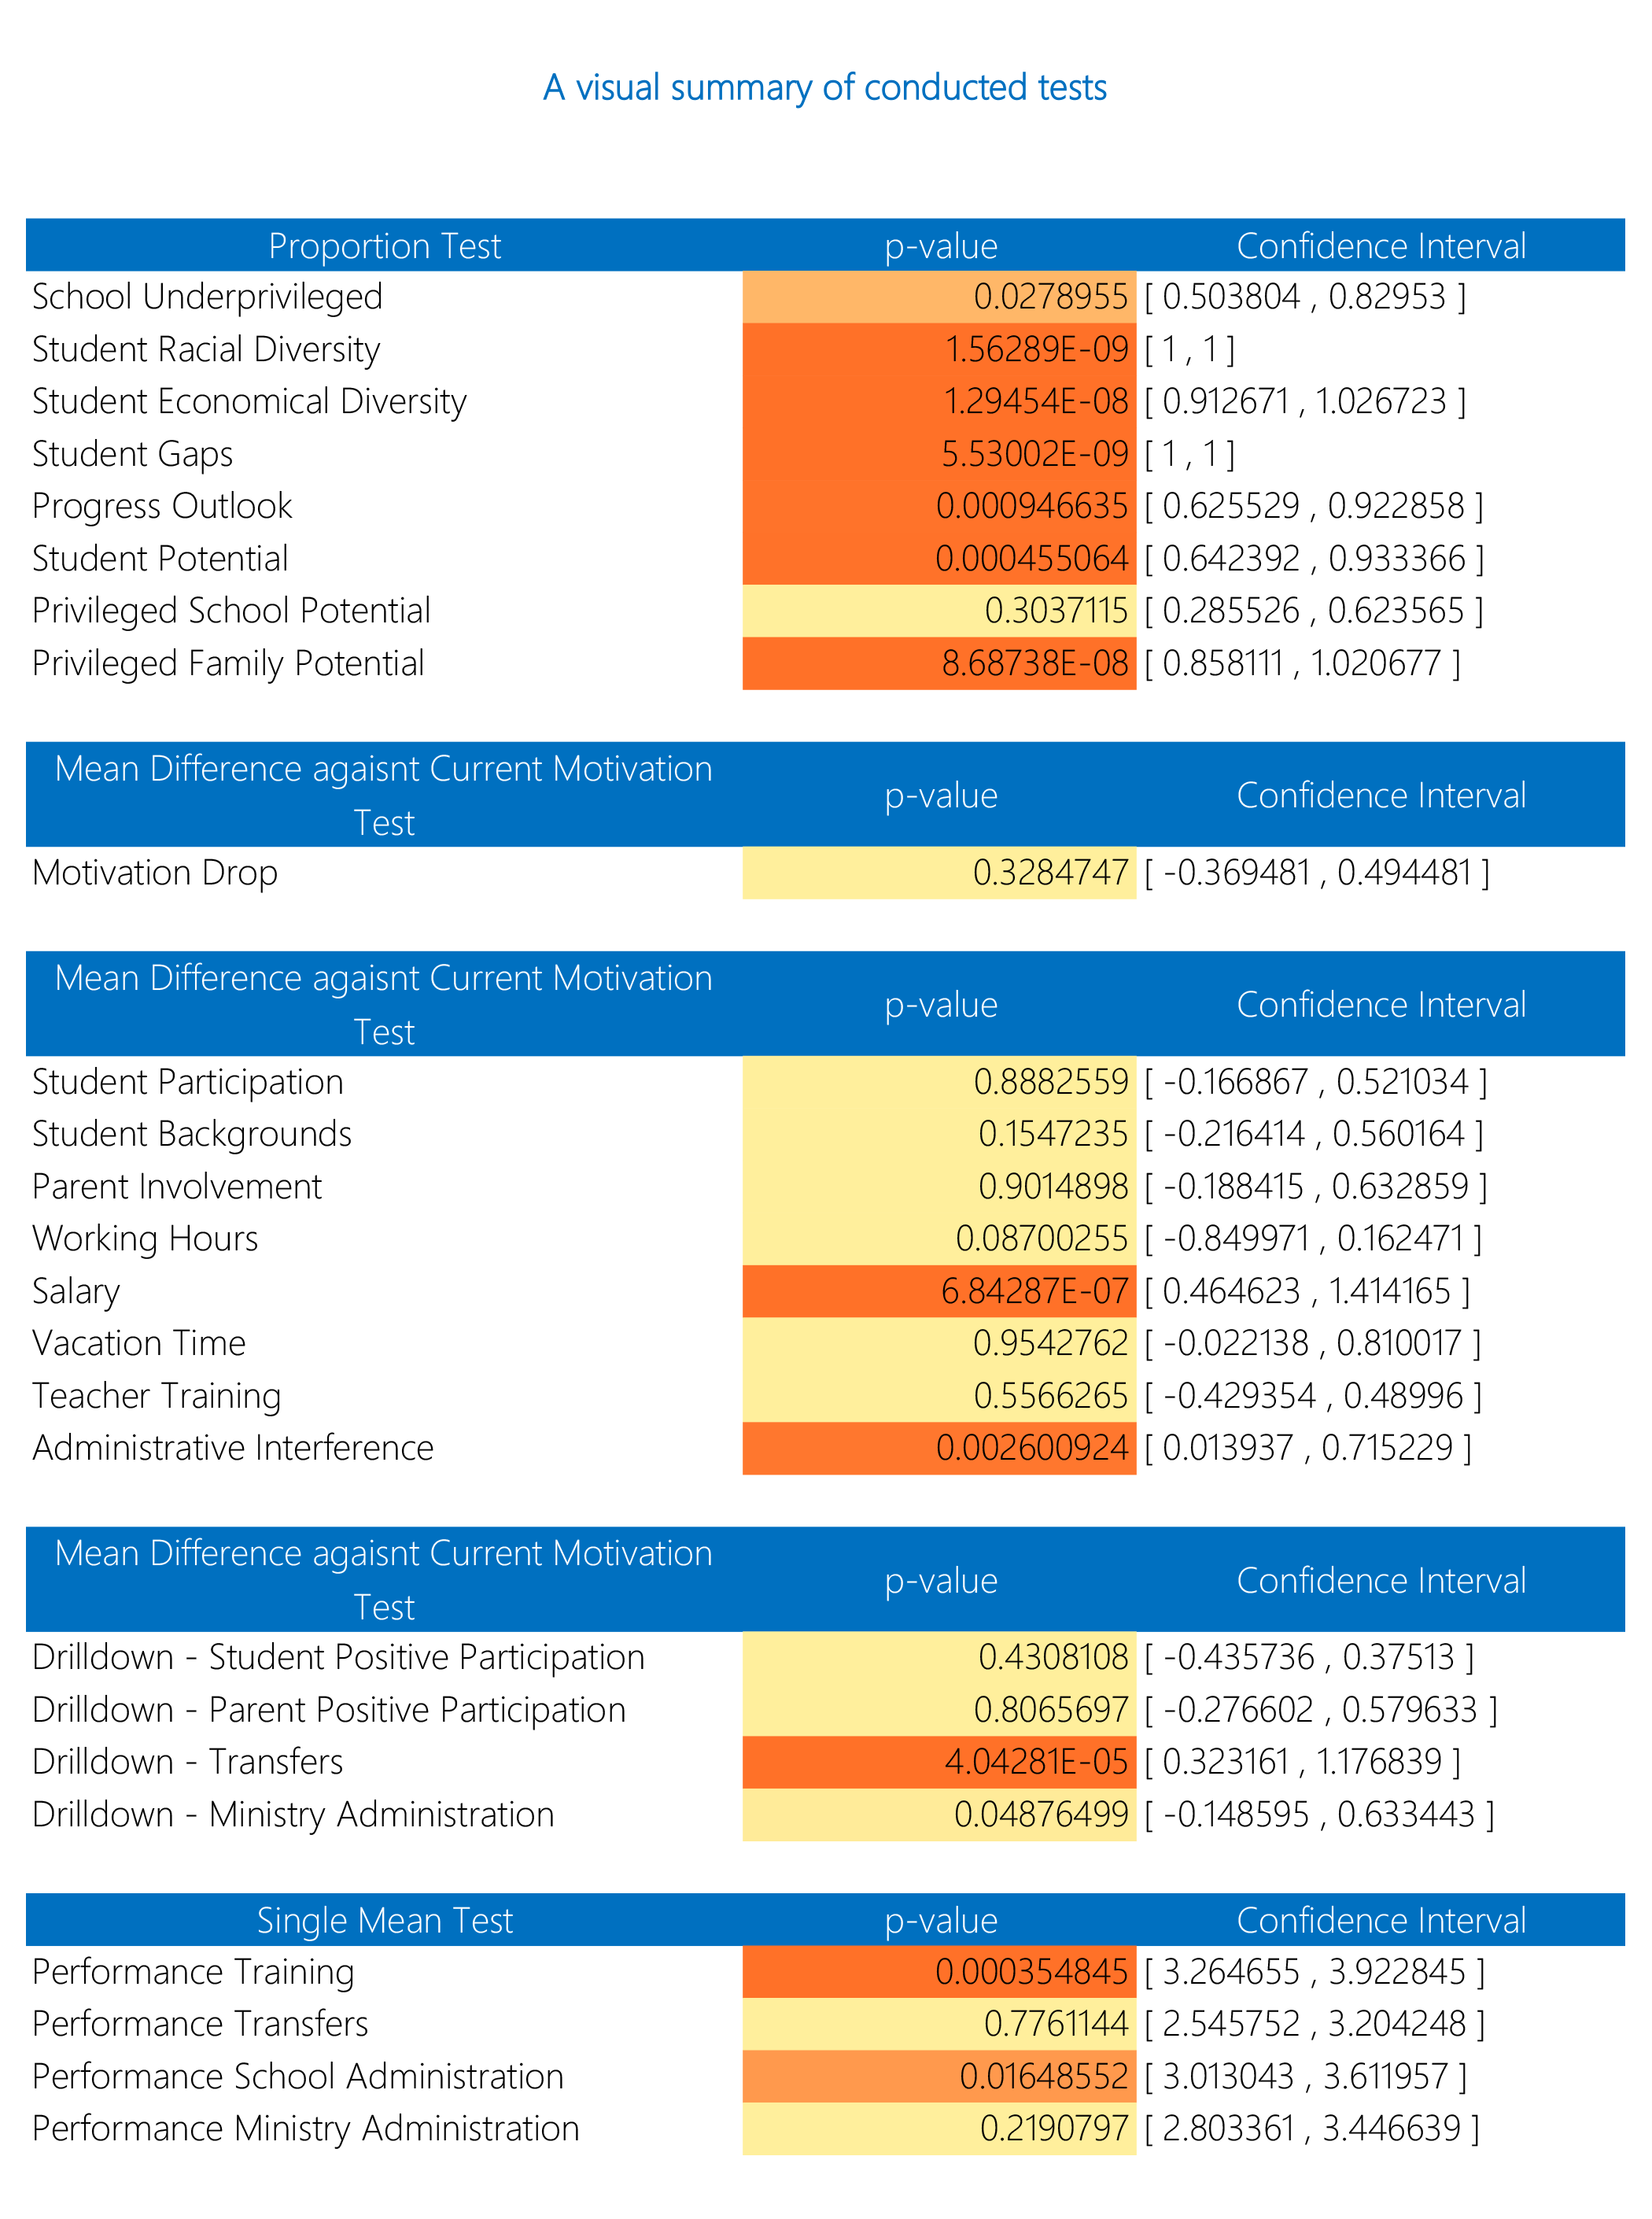 A visual summary of conducted tests
Proportion Test p-value Confidence Interval
School Underprivileged 0.0278955 [ 0.503804 , 0.82953 ]
Student Racial Diversity 1.56289E-09 [ 1 , 1 ]
Student Economical Diversity 1.29454E-08 [ 0.912671 , 1.026723 ]
Student Gaps 5.53002E-09 [ 1 , 1 ]
Progress Outlook 0.000946635 [ 0.625529 , 0.922858 ]
Student Potential 0.000455064 [ 0.642392 , 0.933366 ]
Privileged School Potential 0.3037115 [ 0.285526 , 0.623565 ]
Privileged Family Potential 8.68738E-08 [ 0.858111 , 1.020677 ]
Mean Difference agaisnt Current Motivation
Test p-value Confidence Interval
Motivation Drop 0.3284747 [ -0.369481 , 0.494481 ]
Mean Difference agaisnt Current Motivation
Test p-value Confidence Interval
Student Participation 0.8882559 [ -0.166867 , 0.521034 ]
Student Backgrounds 0.1547235 [ -0.216414 , 0.560164 ]
Parent Involvement 0.9014898 [ -0.188415 , 0.632859 ]
Working Hours 0.08700255 [ -0.849971 , 0.162471 ]
Salary 6.84287E-07 [ 0.464623 , 1.414165 ]
Vacation Time 0.9542762 [ -0.022138 , 0.810017 ]
Teacher Training 0.5566265 [ -0.429354 , 0.48996 ]
Administrative Interference 0.002600924 [ 0.013937 , 0.715229 ]
Mean Difference agaisnt Current Motivation
Test p-value Confidence Interval
Drilldown - Student Positive Participation 0.4308108 [ -0.435736 , 0.37513 ]
Drilldown - Parent Positive Participation 0.8065697 [ -0.276602 , 0.579633 ]
Drilldown - Transfers 4.04281E-05 [ 0.323161 , 1.176839 ]
Drilldown - Ministry Administration 0.04876499 [ -0.148595 , 0.633443 ]
Single Mean Test p-value Confidence Interval
Performance Training 0.000354845 [ 3.264655 , 3.922845 ]
Performance Transfers 0.7761144 [ 2.545752 , 3.204248 ]
Performance School Administration 0.01648552 [ 3.013043 , 3.611957 ]
Performance Ministry Administration 0.2190797 [ 2.803361 , 3.446639 ]